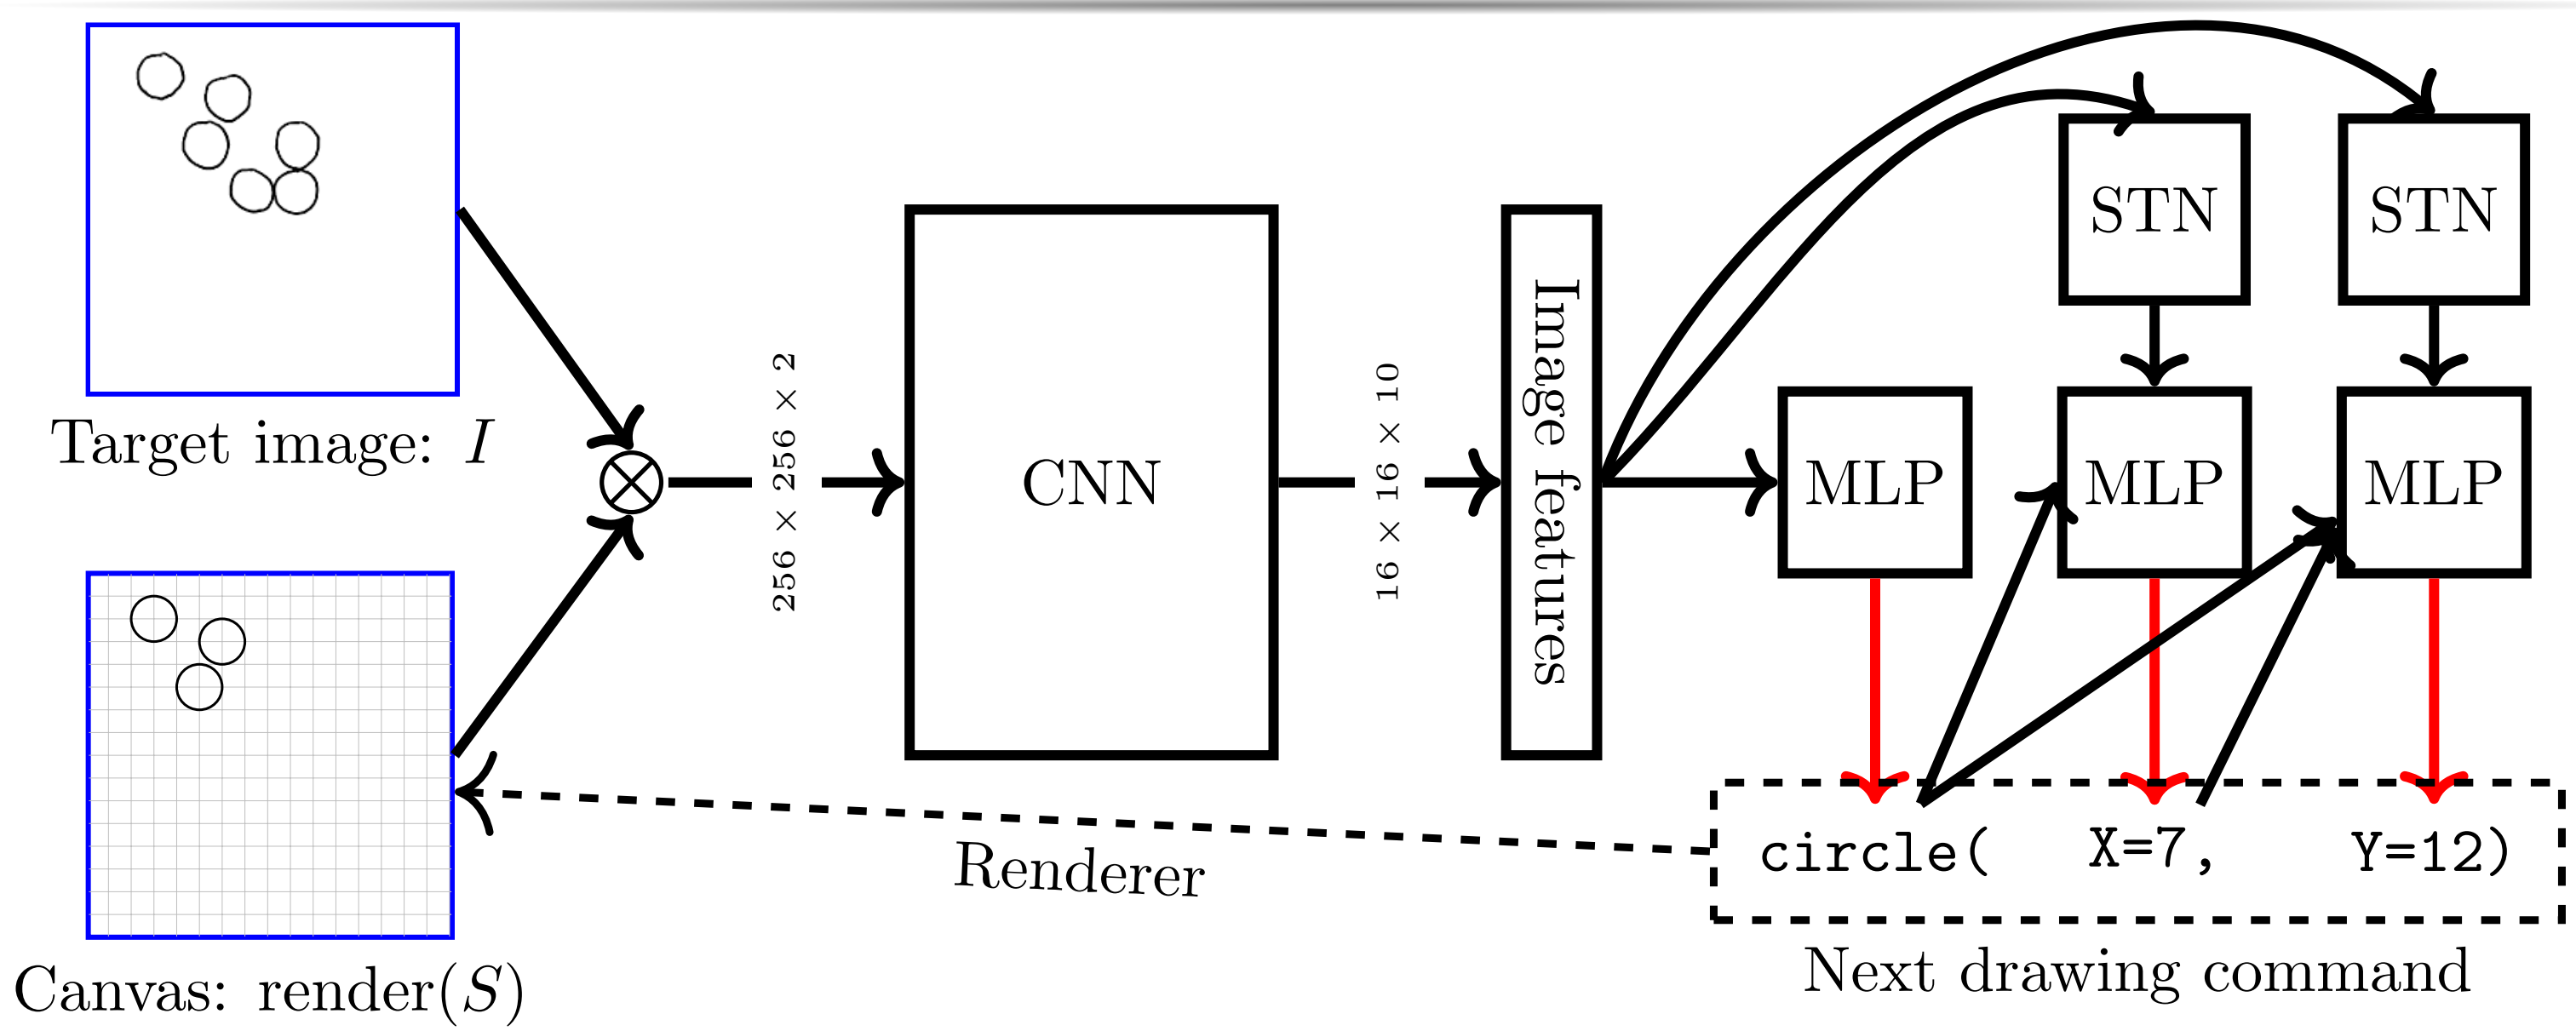 Target image: I
Canvas: render(S)
256 × 256 × 2
CNN
16 × 16 × 10
Image features
STN
STN
MLP
MLP
MLP
circle( X=7, Y=12)
Next drawing command
Renderer